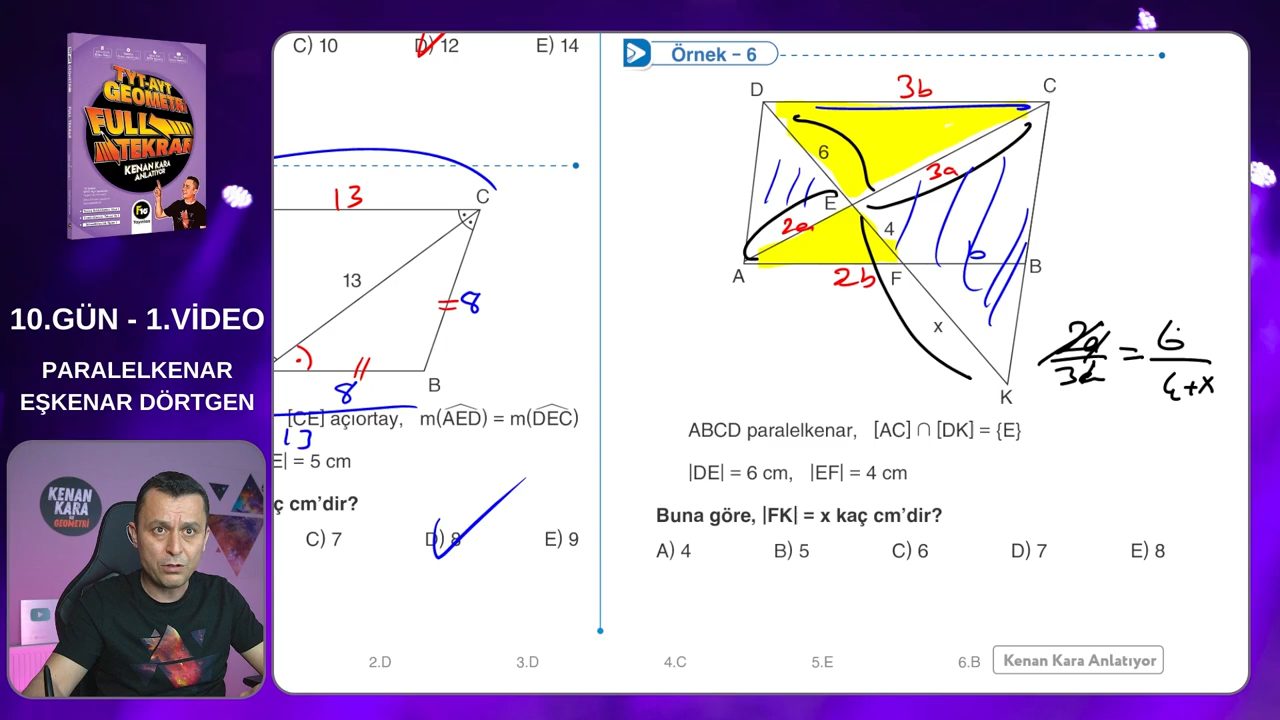 TYT-AYT
GEOMETRİ
FULL
TEKRAR
KENAN KARA
ANLATIYOR
10.GÜN - 1.VİDEO
PARALELKENAR
EŞKENAR DÖRTGEN
KENAN
KARA
ile
GEOMETRİ
C) 10 D) 12 E) 14
13
C
13
= 8
8
B
[CE] açıortay, m(AED) = m(DEC)
13
E| = 5 cm
ç cm'dir?
C) 7 D) 8 E) 9
Örnek – 6
D 3b C
6
3a
E
2a 4
b
A 2b F B
x
K
2a/3a = 6/4+x
ABCD paralelkenar, [AC] ∩ [DK] = {E}
|DE| = 6 cm, |EF| = 4 cm
Buna göre, |FK| = x kaç cm'dir?
A) 4 B) 5 C) 6 D) 7 E) 8
2.D 3.D 4.C 5.E 6.B
Kenan Kara Anlatıyor